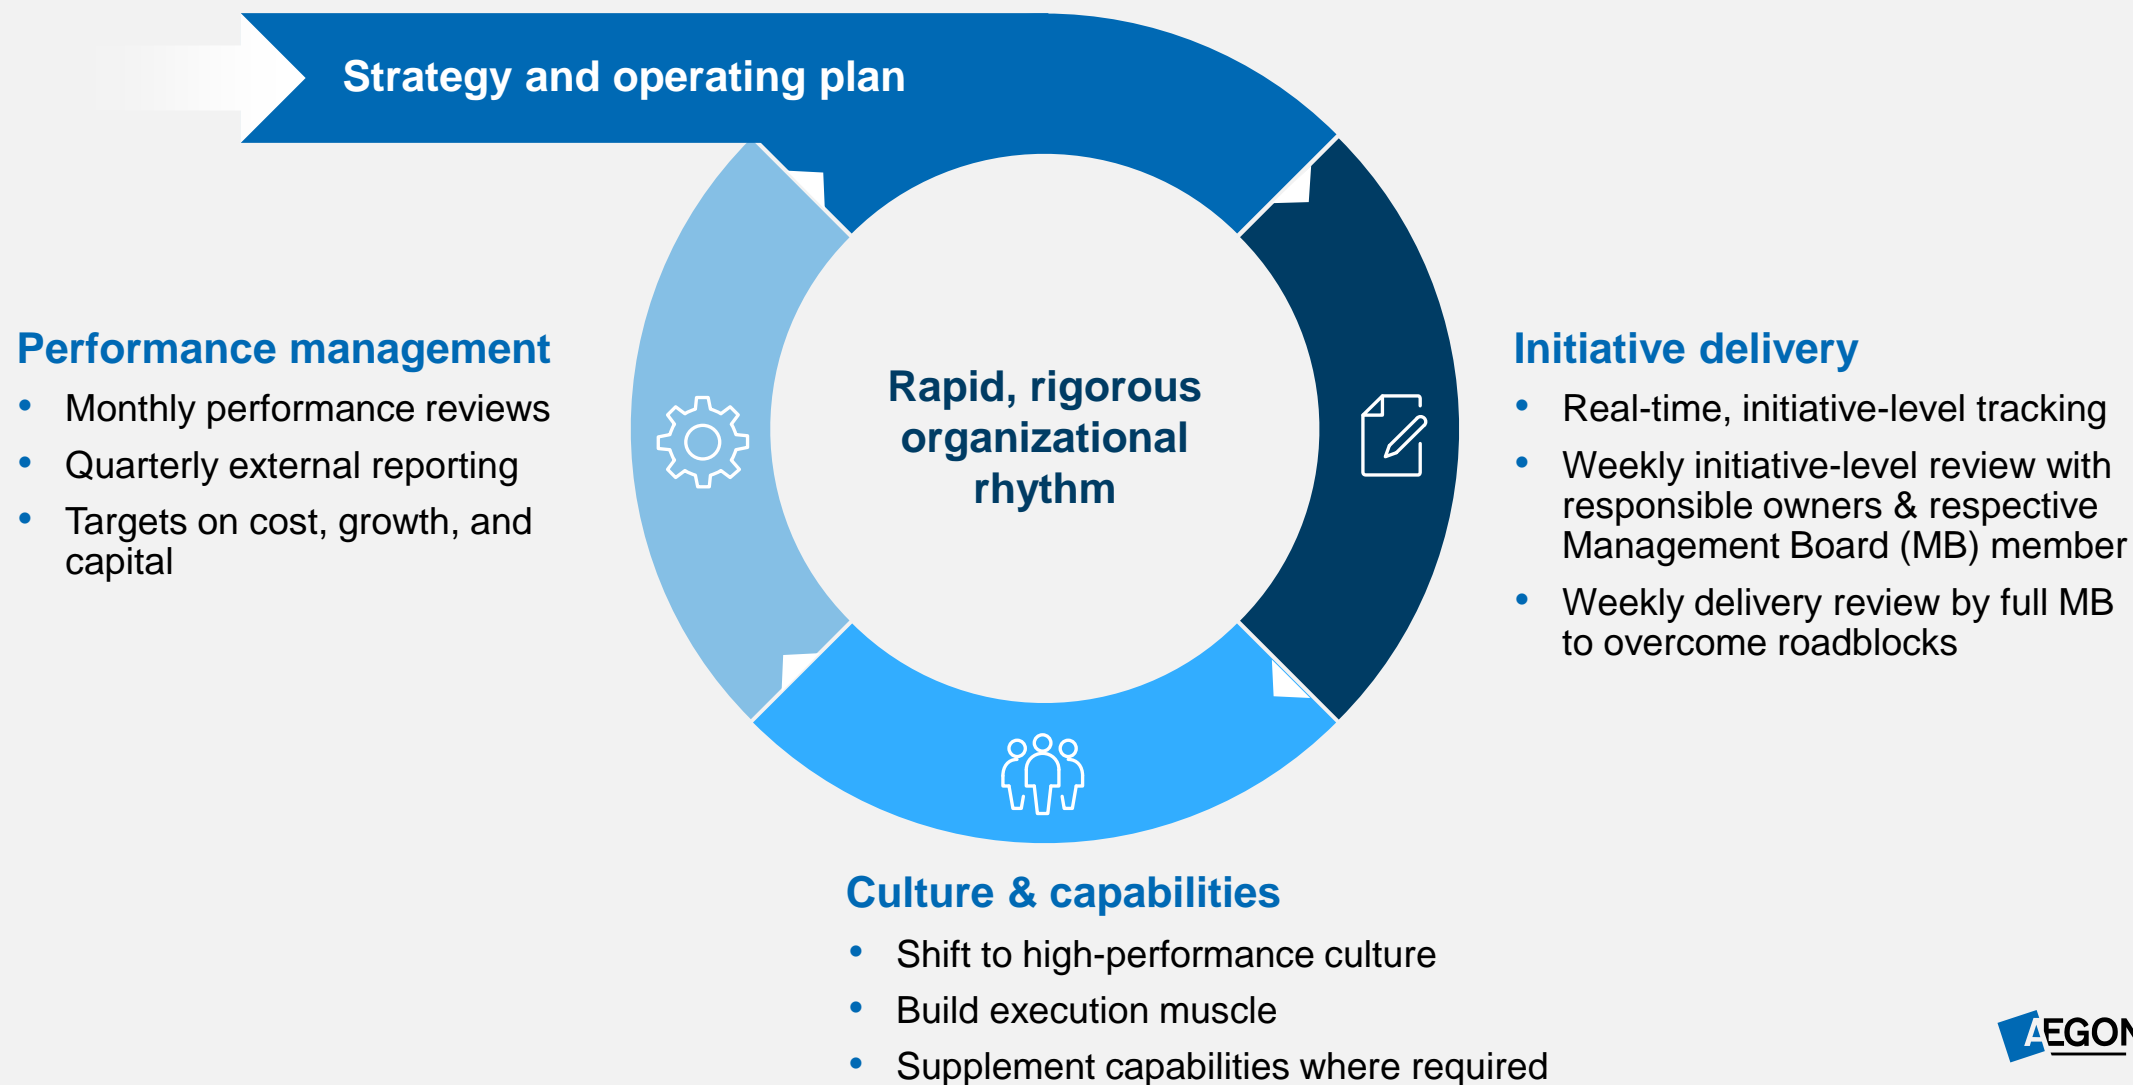 Strategy and operating plan
Performance management
• Monthly performance reviews
• Quarterly external reporting
• Targets on cost, growth, and
capital
Rapid, rigorous
organizational
rhythm
Initiative delivery
• Real-time, initiative-level tracking
• Weekly initiative-level review with
responsible owners & respective
Management Board (MB) member
• Weekly delivery review by full MB
to overcome roadblocks
Culture & capabilities
• Shift to high-performance culture
• Build execution muscle
• Supplement capabilities where required
AEGON